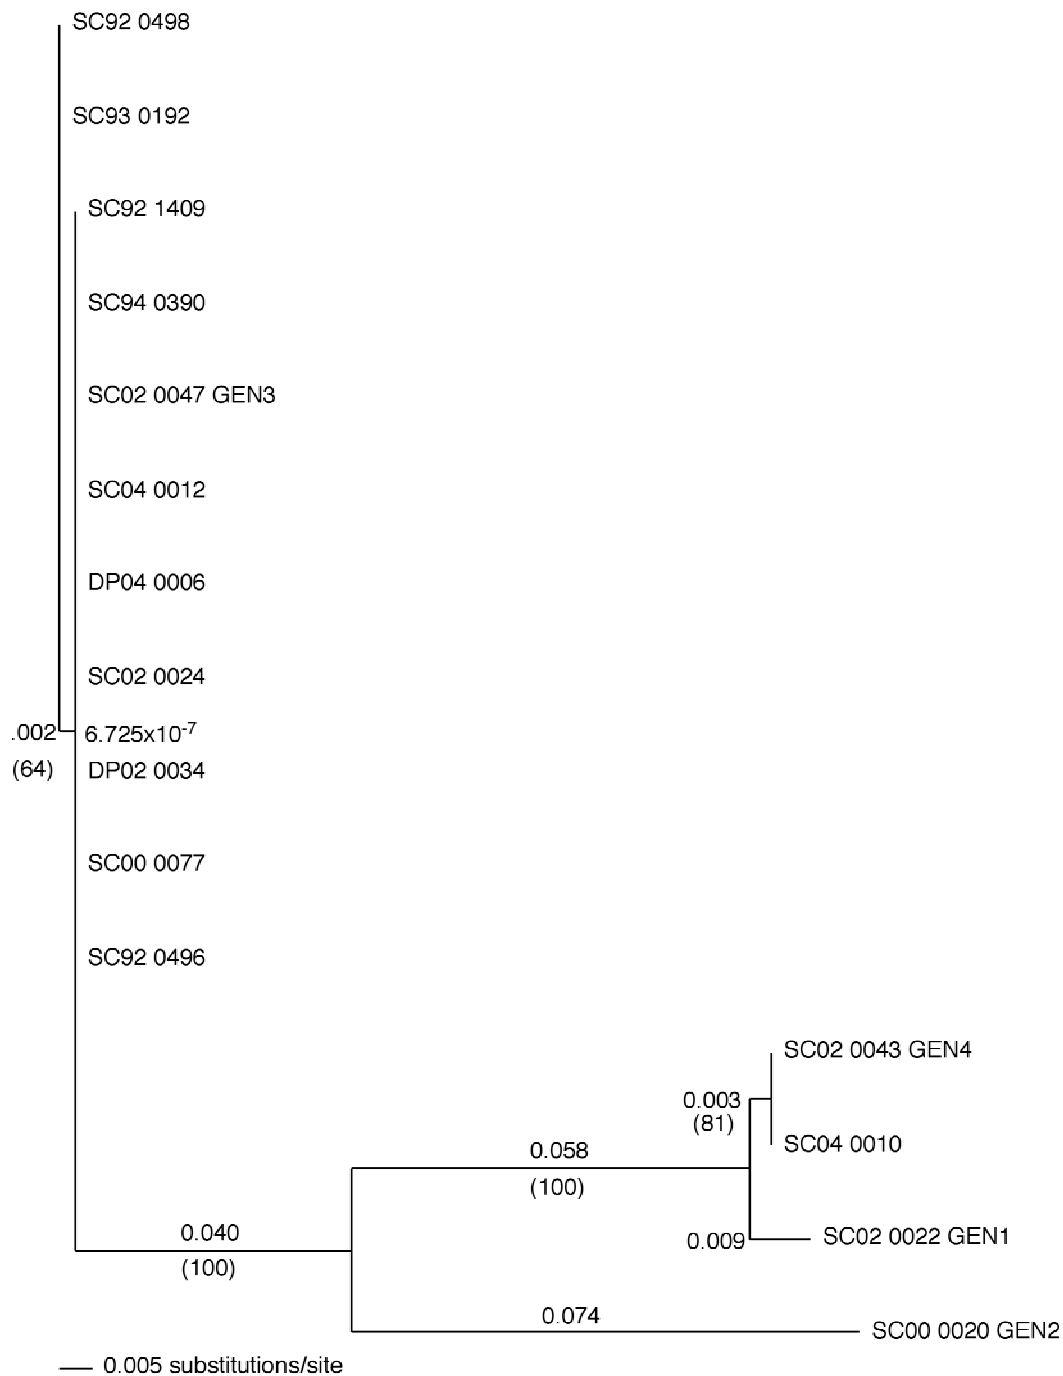 SC92 0498
SC93 0192
SC92 1409
SC94 0390
SC02 0047 GEN3
SC04 0012
DP04 0006
SC02 0024
.002
6.725x10⁻⁷
(64)
DP02 0034
SC00 0077
SC92 0496
SC02 0043 GEN4
0.003
(81)
SC04 0010
0.058
(100)
0.040
(100)
0.009
SC02 0022 GEN1
0.074
SC00 0020 GEN2
0.005 substitutions/site